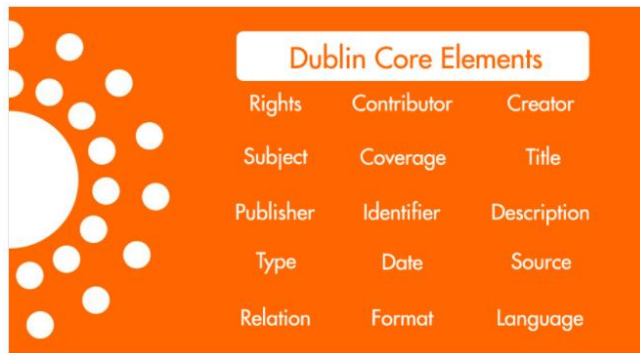 Dublin Core Elements
Rights Contributor Creator
Subject Coverage Title
Publisher Identifier Description
Type Date Source
Relation Format Language